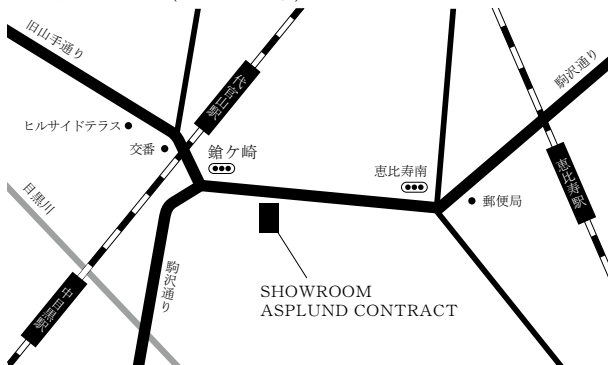 旧山手通り
代官山駅
駒沢通り
ヒルサイドテラス
交番
鎗ケ崎
恵比寿南
恵比寿駅
郵便局
目黒川
中目黒駅
駒沢通り
SHOWROOM
ASPLUND CONTRACT